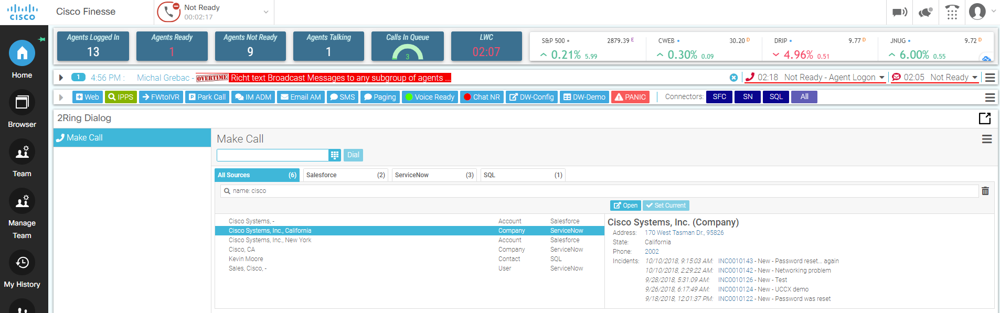 CISCO
Cisco Finesse
Not Ready
00:02:17
Home
Browser
Team
Manage
Team
My History
Agents Logged In
13
Agents Ready
1
Agents Not Ready
9
Agents Talking
1
Calls In Queue
3
LWC
02:07
S&P 500 2879.39 E
0.21% 5.99
CWEB 30.20 D
0.30% 0.09
DRIP 9.77 D
4.96% 0.51
JNUG 9.72 D
6.00% 0.55
1 4:56 PM : Michal Grebac - OVERTIME Richt text Broadcast Messages to any subgroup of agents ... 02:18 Not Ready - Agent Logon 02:05 Not Ready
Web IPPS FWtoIVR Park Call IM ADM Email AM SMS Paging Voice Ready Chat NR DW-Config DW-Demo PANIC Connectors: SFC SN SQL All
2Ring Dialog
Make Call
Make Call
Dial
All Sources (6) Salesforce (2) ServiceNow (3) SQL (1)
name: cisco
Open Set Current
Cisco Systems, - Account Salesforce
Cisco Systems, Inc., California Company ServiceNow
Cisco Systems, Inc., New York Account Salesforce
Cisco, CA Company ServiceNow
Kevin Moore Contact SQL
Sales, Cisco, - User ServiceNow
Cisco Systems, Inc. (Company)
Address: 170 West Tasman Dr., 95826
State: California
Phone: 2002
Incidents: 10/10/2018, 9:15:03 AM: INC0010143 - New - Password reset... again
10/10/2018, 2:29:22 AM: INC0010142 - New - Networking problem
9/28/2018, 5:31:09 AM: INC0010126 - New - Test
9/26/2018, 6:17:49 AM: INC0010124 - New - UCCX demo
9/18/2018, 12:01:37 PM: INC0010122 - New - Password was reset